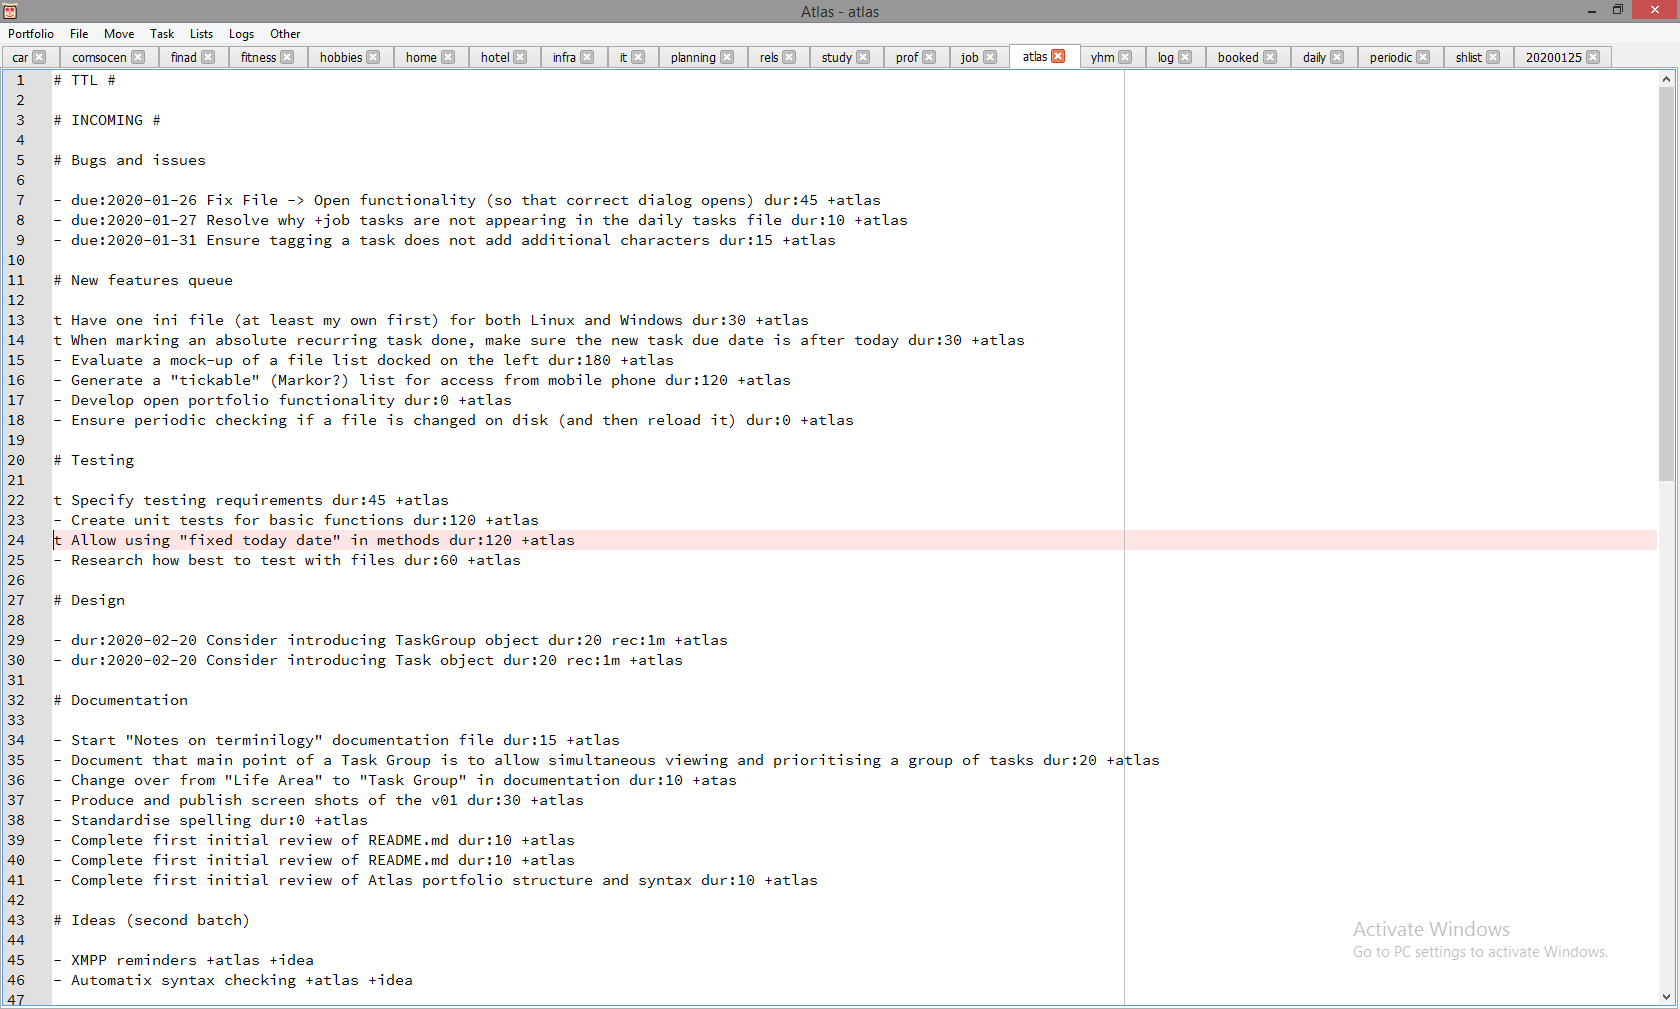 Atlas - atlas
Portfolio File Move Task Lists Logs Other
car comsocen finad fitness hobbies home hotel infra it planning rels study prof job atlas yhm log booked daily periodic shlist 20200125
1 # TTL #
2
3 # INCOMING #
4
5 # Bugs and issues
6
7 - due:2020-01-26 Fix File -> Open functionality (so that correct dialog opens) dur:45 +atlas
8 - due:2020-01-27 Resolve why +job tasks are not appearing in the daily tasks file dur:10 +atlas
9 - due:2020-01-31 Ensure tagging a task does not add additional characters dur:15 +atlas
10
11 # New features queue
12
13 t Have one ini file (at least my own first) for both Linux and Windows dur:30 +atlas
14 t When marking an absolute recurring task done, make sure the new task due date is after today dur:30 +atlas
15 - Evaluate a mock-up of a file list docked on the left dur:180 +atlas
16 - Generate a "tickable" (Markor?) list for access from mobile phone dur:120 +atlas
17 - Develop open portfolio functionality dur:0 +atlas
18 - Ensure periodic checking if a file is changed on disk (and then reload it) dur:0 +atlas
19
20 # Testing
21
22 t Specify testing requirements dur:45 +atlas
23 - Create unit tests for basic functions dur:120 +atlas
24 t Allow using "fixed today date" in methods dur:120 +atlas
25 - Research how best to test with files dur:60 +atlas
26
27 # Design
28
29 - dur:2020-02-20 Consider introducing TaskGroup object dur:20 rec:1m +atlas
30 - dur:2020-02-20 Consider introducing Task object dur:20 rec:1m +atlas
31
32 # Documentation
33
34 - Start "Notes on terminilogy" documentation file dur:15 +atlas
35 - Document that main point of a Task Group is to allow simultaneous viewing and prioritising a group of tasks dur:20 +atlas
36 - Change over from "Life Area" to "Task Group" in documentation dur:10 +atas
37 - Produce and publish screen shots of the v01 dur:30 +atlas
38 - Standardise spelling dur:0 +atlas
39 - Complete first initial review of README.md dur:10 +atlas
40 - Complete first initial review of README.md dur:10 +atlas
41 - Complete first initial review of Atlas portfolio structure and syntax dur:10 +atlas
42
43 # Ideas (second batch)
44
45 - XMPP reminders +atlas +idea
46 - Automatix syntax checking +atlas +idea
47
Activate Windows
Go to PC settings to activate Windows.